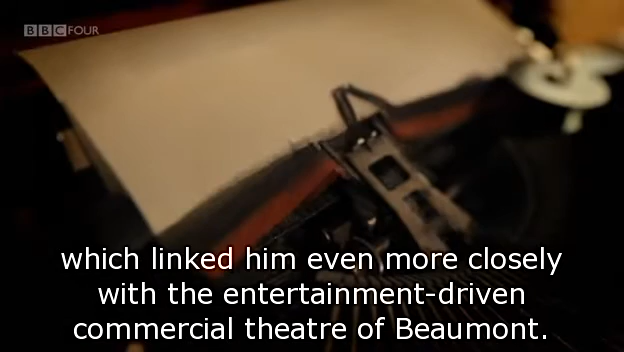 BBC FOUR
which linked him even more closely
with the entertainment-driven
commercial theatre of Beaumont.